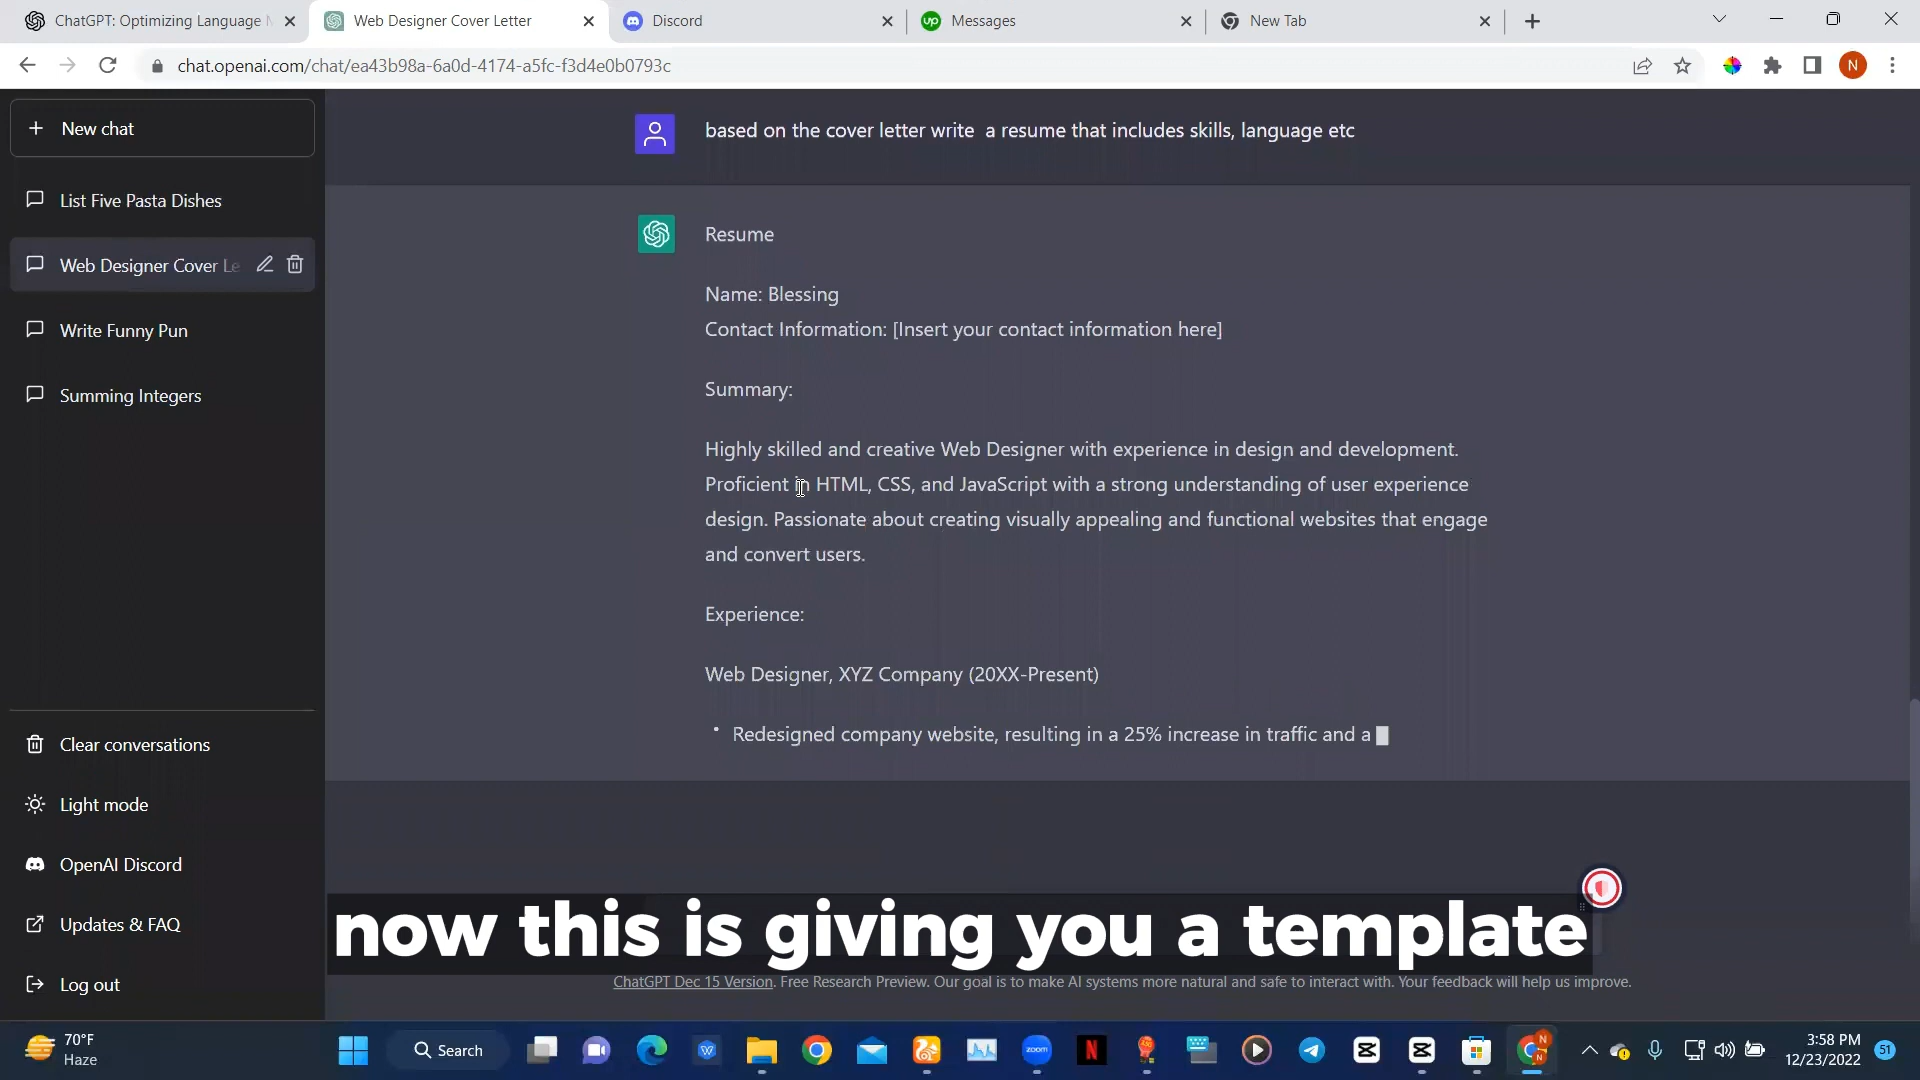 ChatGPT: Optimizing Language
Web Designer Cover Letter
Discord
up
Messages
New Tab
chat.openai.com/chat/ea43b98a-6a0d-4174-a5fc-f3d4e0b0793c
N
New chat
List Five Pasta Dishes
Web Designer Cover Le
Write Funny Pun
Summing Integers
Clear conversations
Light mode
OpenAI Discord
Updates & FAQ
Log out
based on the cover letter write a resume that includes skills, language etc
Resume
Name: Blessing
Contact Information: [Insert your contact information here]
Summary:
Highly skilled and creative Web Designer with experience in design and development.
Proficient in HTML, CSS, and JavaScript with a strong understanding of user experience
design. Passionate about creating visually appealing and functional websites that engage
and convert users.
Experience:
Web Designer, XYZ Company (20XX-Present)
• Redesigned company website, resulting in a 25% increase in traffic and a
now this is giving you a template
ChatGPT Dec 15 Version. Free Research Preview. Our goal is to make AI systems more natural and safe to interact with. Your feedback will help us improve.
70°F
Haze
Search
W
zoom
N
N
N
3:58 PM
12/23/2022
51